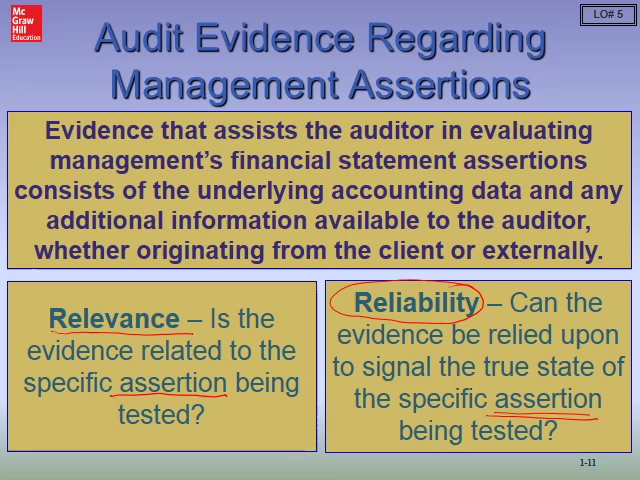 Mc
Graw
Hill
Education
LO# 5
Audit Evidence Regarding
Management Assertions
Evidence that assists the auditor in evaluating
management’s financial statement assertions
consists of the underlying accounting data and any
additional information available to the auditor,
whether originating from the client or externally.
Relevance – Is the
evidence related to the
specific assertion being
tested?
Reliability – Can the
evidence be relied upon
to signal the true state of
the specific assertion
being tested?
1-11